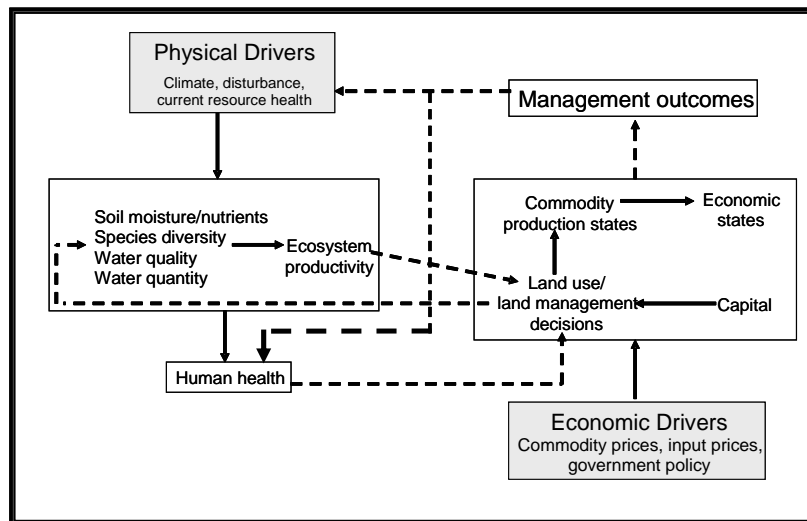 Physical Drivers
Climate, disturbance,
current resource health
Management outcomes
Soil moisture/nutrients
Species diversity
Water quality
Water quantity
Ecosystem
productivity
Commodity
production states
Economic
states
Land use/
land management
decisions
Capital
Human health
Economic Drivers
Commodity prices, input prices,
government policy